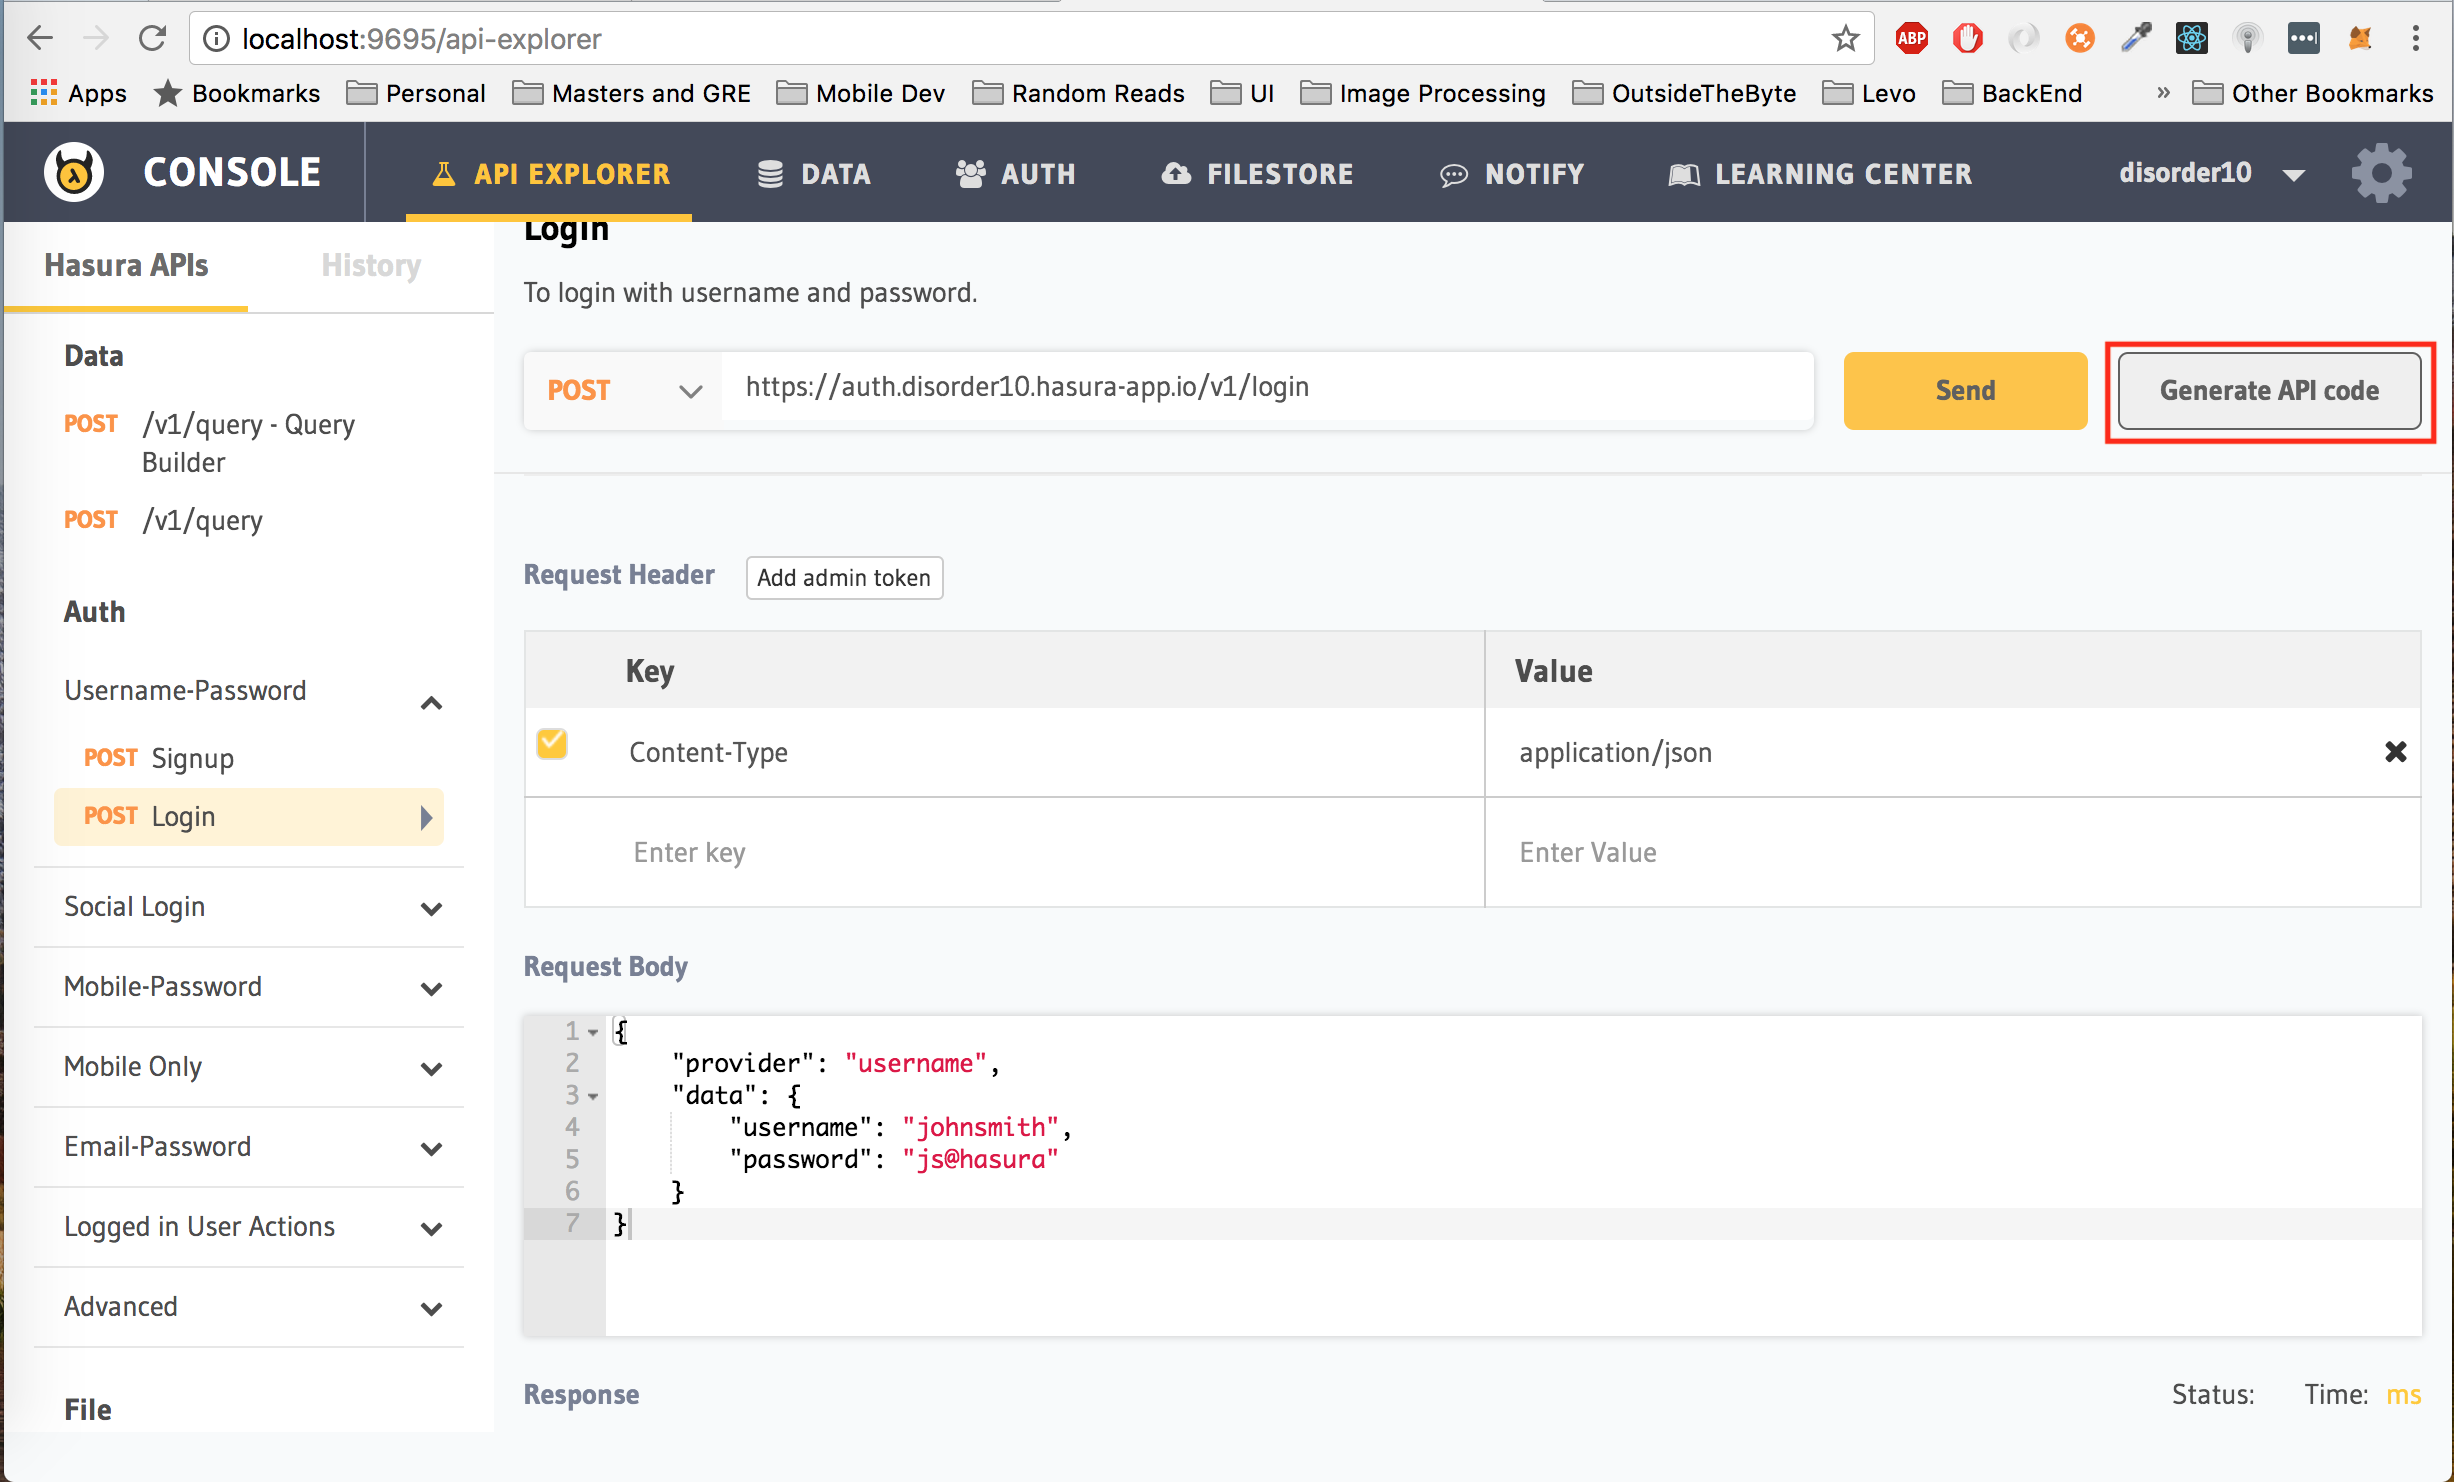 localhost:9695/api-explorer
ABP
Apps Bookmarks Personal Masters and GRE Mobile Dev Random Reads UI Image Processing OutsideTheByte Levo BackEnd » Other Bookmarks
CONSOLE API EXPLORER DATA AUTH FILESTORE NOTIFY LEARNING CENTER disorder10
Hasura APIs History
Data
POST /v1/query - Query
Builder
POST /v1/query
Auth
Username-Password
POST Signup
POST Login
Social Login
Mobile-Password
Mobile Only
Email-Password
Logged in User Actions
Advanced
File
Login
To login with username and password.
POST https://auth.disorder10.hasura-app.io/v1/login Send Generate API code
Request Header Add admin token
Key Value
Content-Type application/json
Enter key Enter Value
Request Body
1 {
2 "provider": "username",
3 "data": {
4 "username": "johnsmith",
5 "password": "js@hasura"
6 }
7 }
Response Status: Time: ms